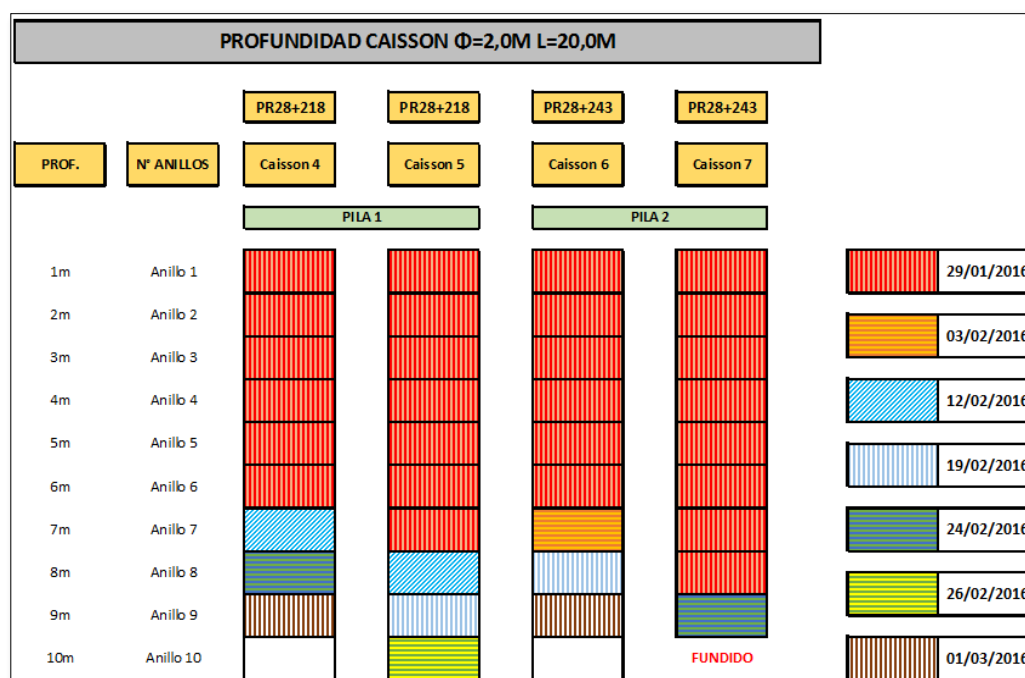 PROFUNDIDAD CAISSON Φ=2,0M L=20,0M
PR28+218 PR28+218 PR28+243 PR28+243
PROF. N° ANILLOS Caisson 4 Caisson 5 Caisson 6 Caisson 7
PILA 1 PILA 2
1m Anillo 1 29/01/2016
2m Anillo 2
03/02/2016
3m Anillo 3
4m Anillo 4 12/02/2016
5m Anillo 5
19/02/2016
6m Anillo 6
7m Anillo 7 24/02/2016
8m Anillo 8
26/02/2016
9m Anillo 9
10m Anillo 10 FUNDIDO 01/03/2016